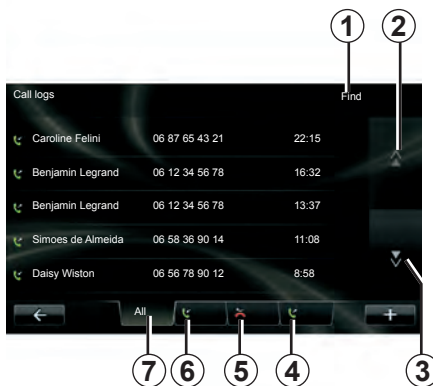 1 2
Call logs Find
Caroline Felini 06 87 65 43 21 22:15
Benjamin Legrand 06 12 34 56 78 16:32
Benjamin Legrand 06 12 34 56 78 13:37
Simoes de Almeida 06 58 36 90 14 11:08
Daisy Wiston 06 56 78 90 12 8:58
All
7 6 5 4 3